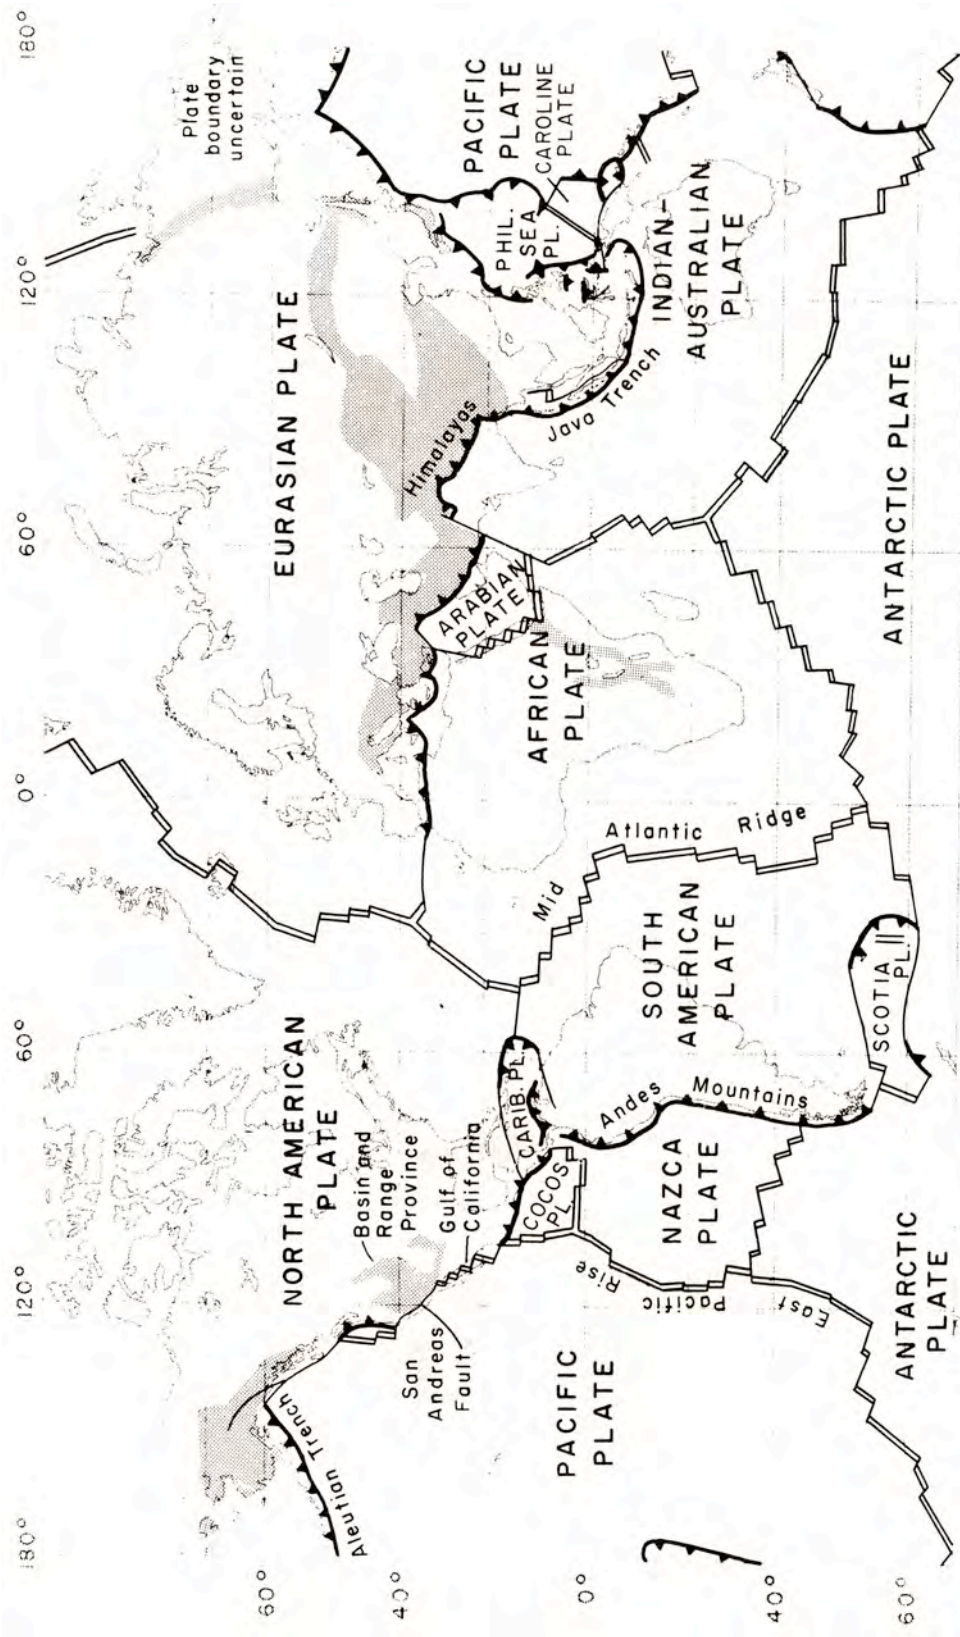 180°
120°
60°
0°
60°
120°
180°
60°
40°
0°
40°
60°
Plate
boundary
uncertain
EURASIAN PLATE
PACIFIC
PLATE
CAROLINE
PLATE
PHIL.
SEA
PL.
INDIAN-
AUSTRALIAN
PLATE
Himalayas
Java Trench
ARABIAN
PLATE
AFRICAN
PLATE
ANTARCTIC PLATE
Mid
Atlantic
Ridge
NORTH AMERICAN
PLATE
Basin and
Range
Province
Gulf of
California
San
Andreas
Fault
Aleutian Trench
CARIB. PL.
COCOS
PL.
SOUTH
AMERICAN
PLATE
Andes
Mountains
NAZCA
PLATE
SCOTIA
PL.
East
Pacific
Rise
PACIFIC
PLATE
ANTARCTIC
PLATE